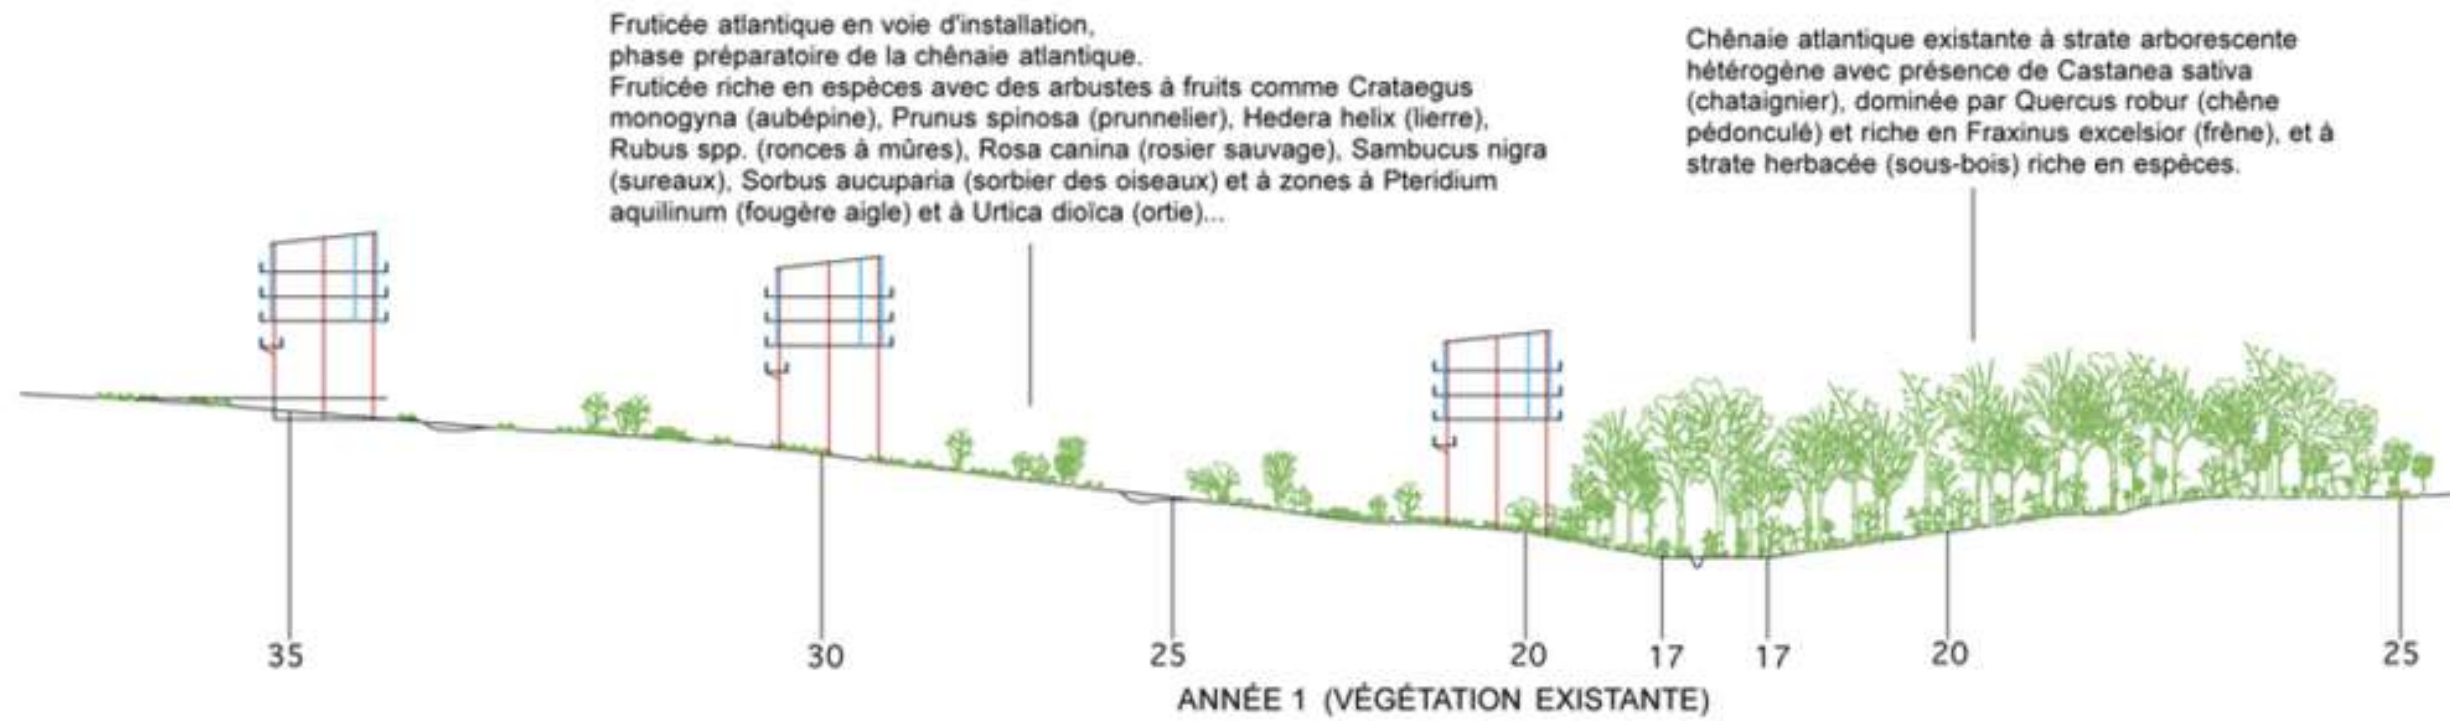 Fruticée atlantique en voie d'installation,
phase préparatoire de la chênaie atlantique.
Fruticée riche en espèces avec des arbustes à fruits comme Crataegus
monogyna (aubépine), Prunus spinosa (prunnelier), Hedera helix (lierre),
Rubus spp. (ronces à mûres), Rosa canina (rosier sauvage), Sambucus nigra
(sureaux), Sorbus aucuparia (sorbier des oiseaux) et à zones à Pteridium
aquilinum (fougère aigle) et à Urtica dioïca (ortie)...
Chênaie atlantique existante à strate arborescente
hétérogène avec présence de Castanea sativa
(chataignier), dominée par Quercus robur (chêne
pédonculé) et riche en Fraxinus excelsior (frêne), et à
strate herbacée (sous-bois) riche en espèces.
35 30 25 20 17 17 20 25
ANNÉE 1 (VÉGÉTATION EXISTANTE)